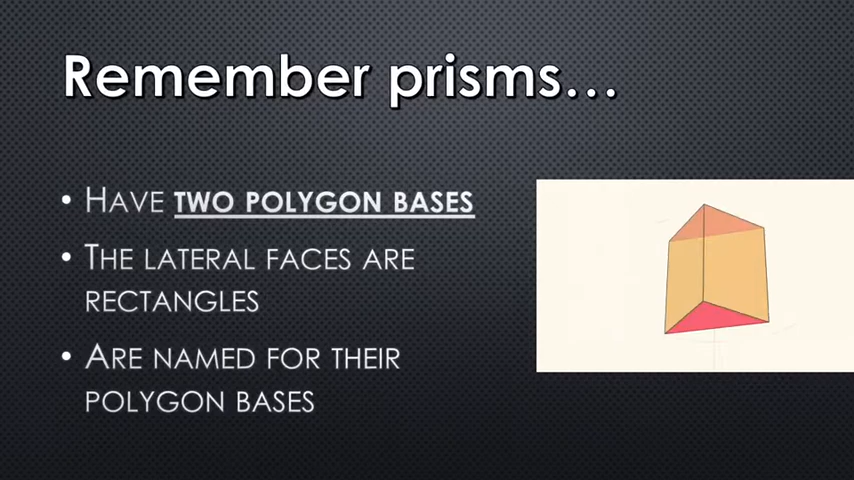 Remember prisms…
• HAVE TWO POLYGON BASES
• THE LATERAL FACES ARE
RECTANGLES
• ARE NAMED FOR THEIR
POLYGON BASES